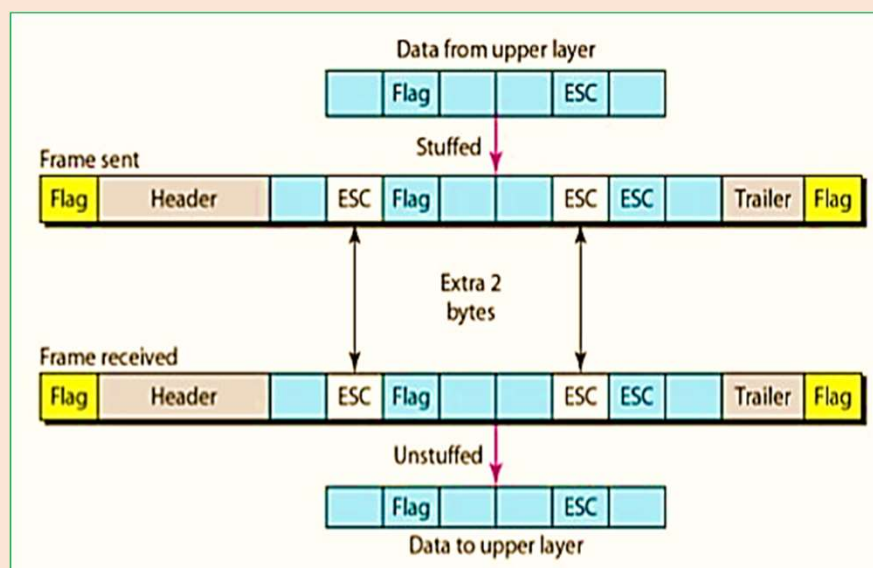 Data from upper layer
Flag ESC
Stuffed
Frame sent
Flag Header ESC Flag ESC ESC Trailer Flag
Extra 2
bytes
Frame received
Flag Header ESC Flag ESC ESC Trailer Flag
Unstuffed
Flag ESC
Data to upper layer